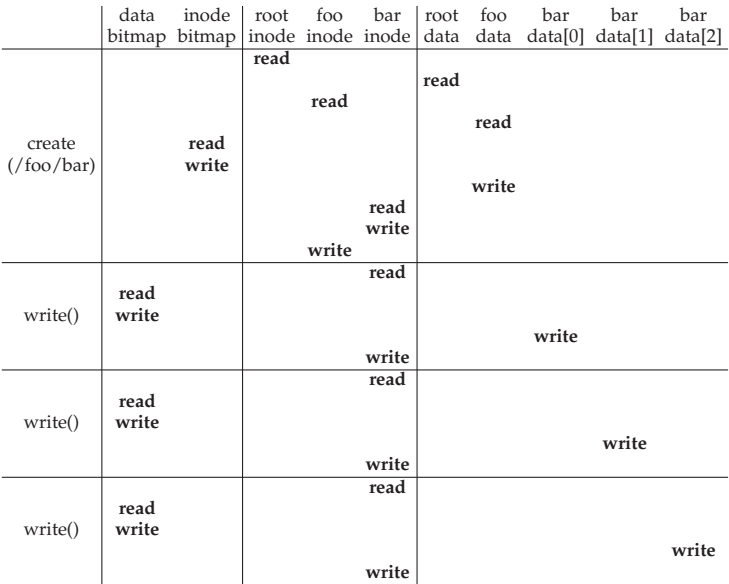 data inode root foo bar root foo bar bar bar
bitmap bitmap inode inode inode data data data[0] data[1] data[2]
read
read
read
read
create read
(/foo/bar) write
write
read
write
write
read
read
write() write
write
write
read
read
write() write
write
write
read
read
write() write
write
write